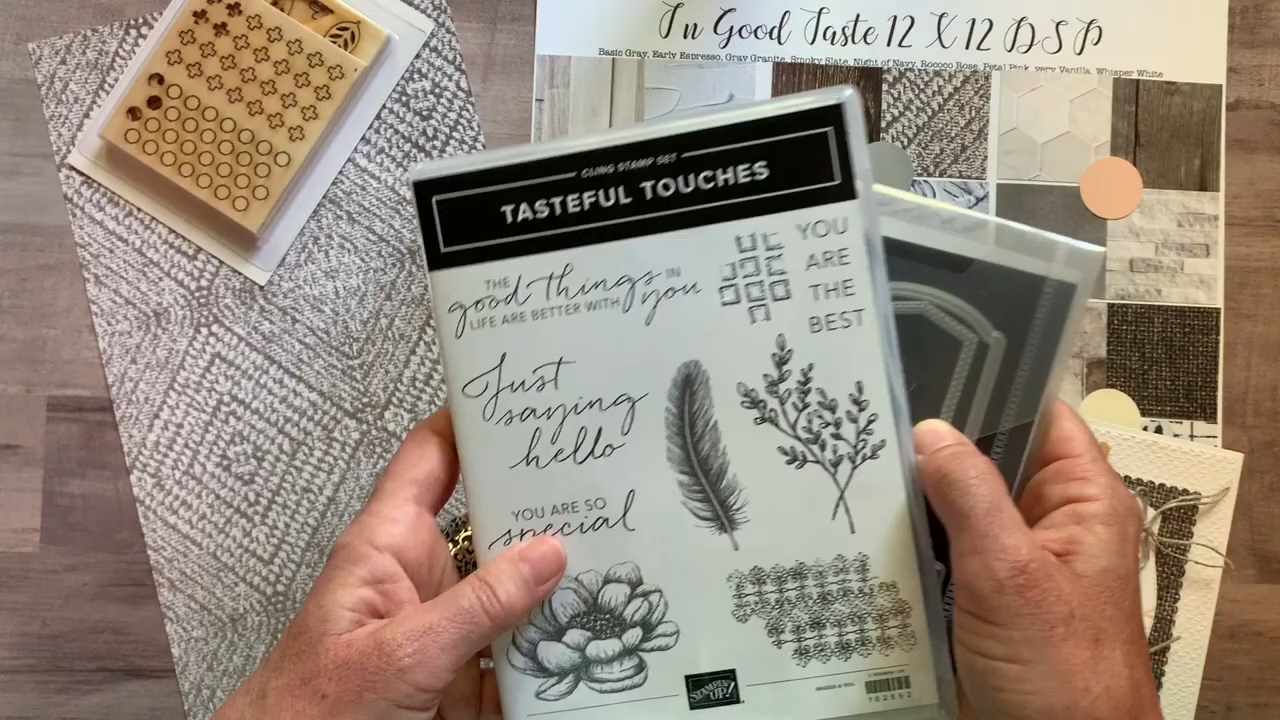 In Good Taste 12 X 12 DSP
Basic Gray, Early Espresso, Gray Granite, Smoky Slate, Night of Navy, Rococo Rose, Petal Pink, very Vanilla, Whisper White
CLING STAMP SET
TASTEFUL TOUCHES
THE
good things IN
LIFE ARE BETTER WITH you
YOU
ARE
THE
BEST
Just
saying
hello
YOU ARE SO
special
STAMPIN' UP!
152552